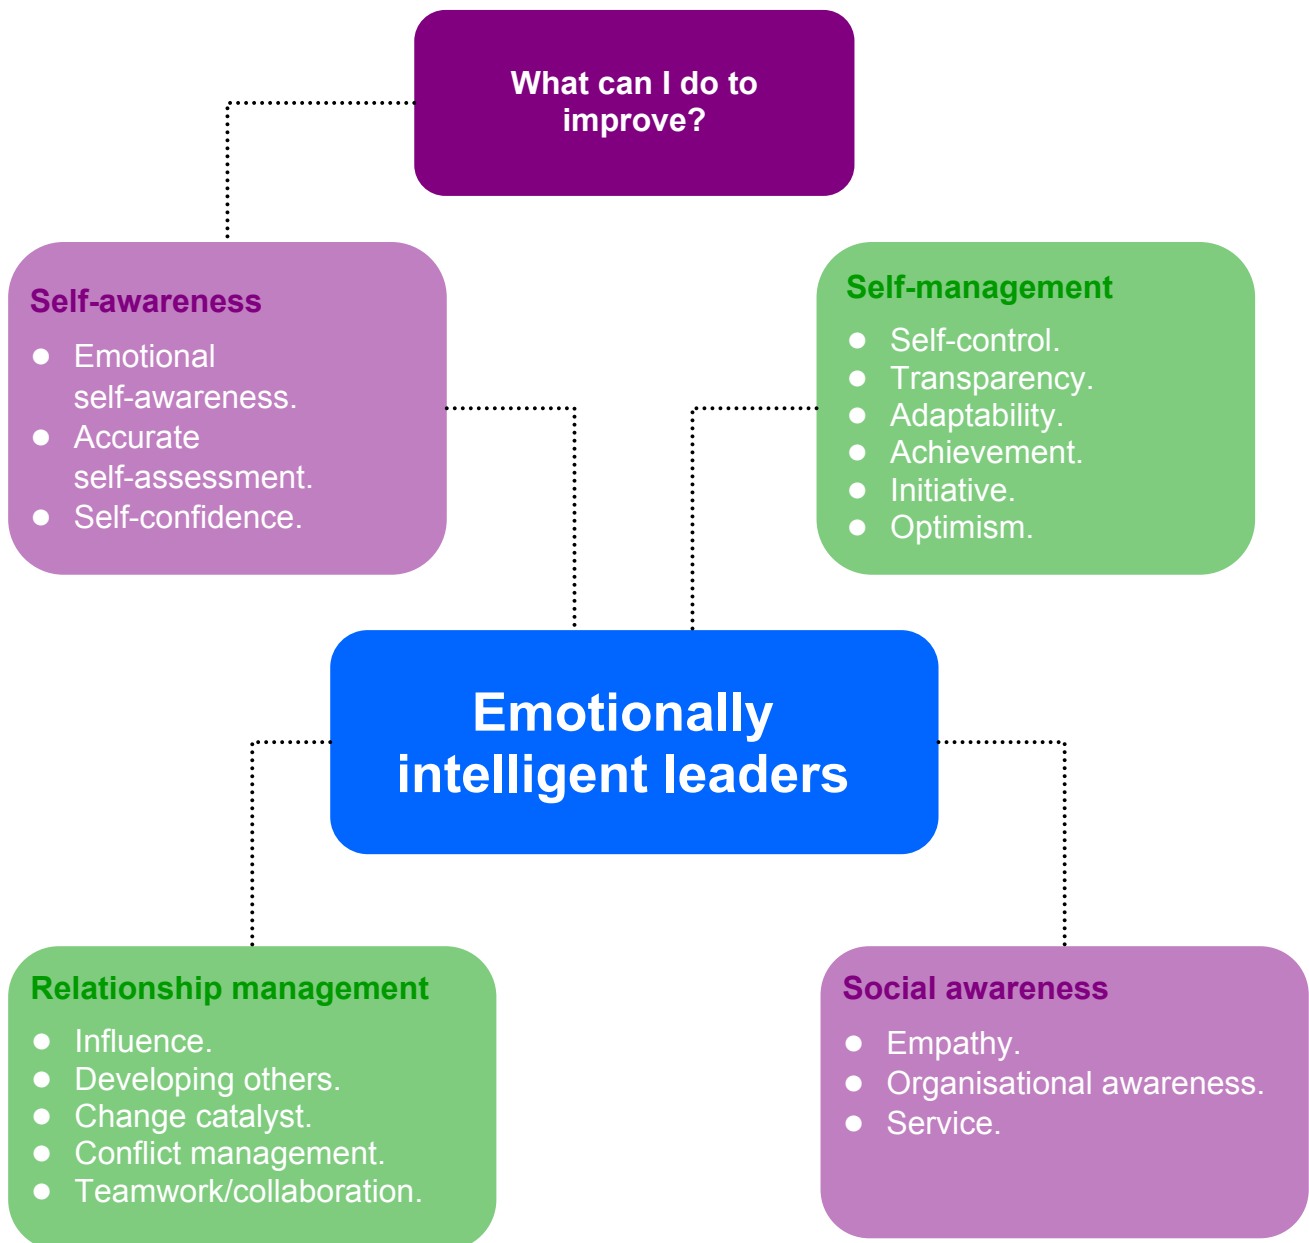 What can I do to
improve?
Self-awareness
● Emotional
self-awareness.
● Accurate
self-assessment.
● Self-confidence.
Self-management
● Self-control.
● Transparency.
● Adaptability.
● Achievement.
● Initiative.
● Optimism.
Emotionally
intelligent leaders
Relationship management
● Influence.
● Developing others.
● Change catalyst.
● Conflict management.
● Teamwork/collaboration.
Social awareness
● Empathy.
● Organisational awareness.
● Service.